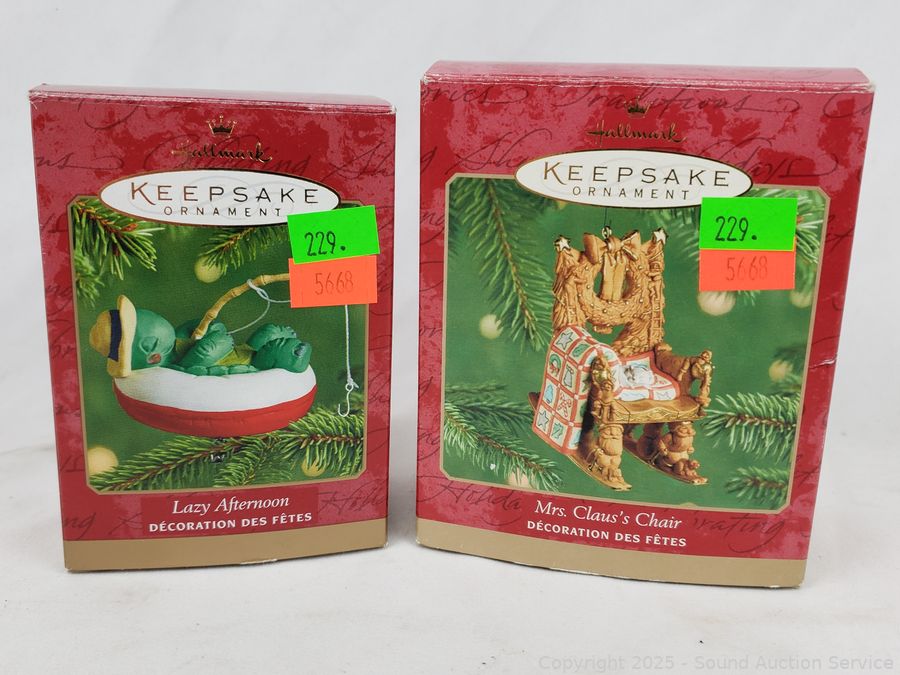 Hallmark
KEEPSAKE
ORNAMENT
229.
5668
Lazy Afternoon
DÉCORATION DES FÊTES
Hallmark
KEEPSAKE
ORNAMENT
229.
5668
Mrs. Claus's Chair
DÉCORATION DES FÊTES
Copyright 2025 - Sound Auction Service